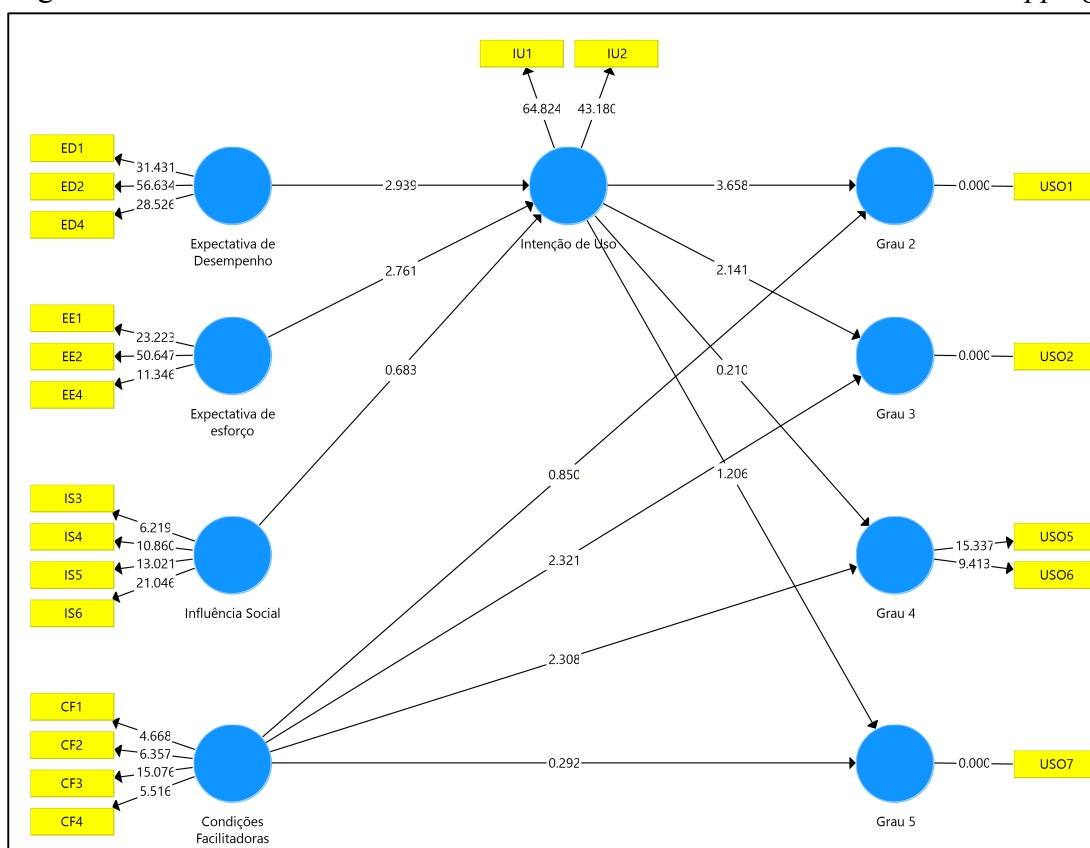 IU1
IU2
64.824
43.180
ED1
ED2
ED4
31.431
56.634
28.526
Expectativa de
Desempenho
2.939
Intenção de Uso
3.658
Grau 2
0.000
USO1
EE1
EE2
EE4
23.223
50.647
11.346
Expectativa de
esforço
2.761
2.141
Grau 3
0.000
USO2
0.683
0.210
IS3
IS4
IS5
IS6
6.219
10.860
13.021
21.046
Influência Social
0.850
1.206
2.321
Grau 4
15.337
9.413
USO5
USO6
2.308
CF1
CF2
CF3
CF4
4.668
6.357
15.076
5.516
Condições
Facilitadoras
0.292
Grau 5
0.000
USO7